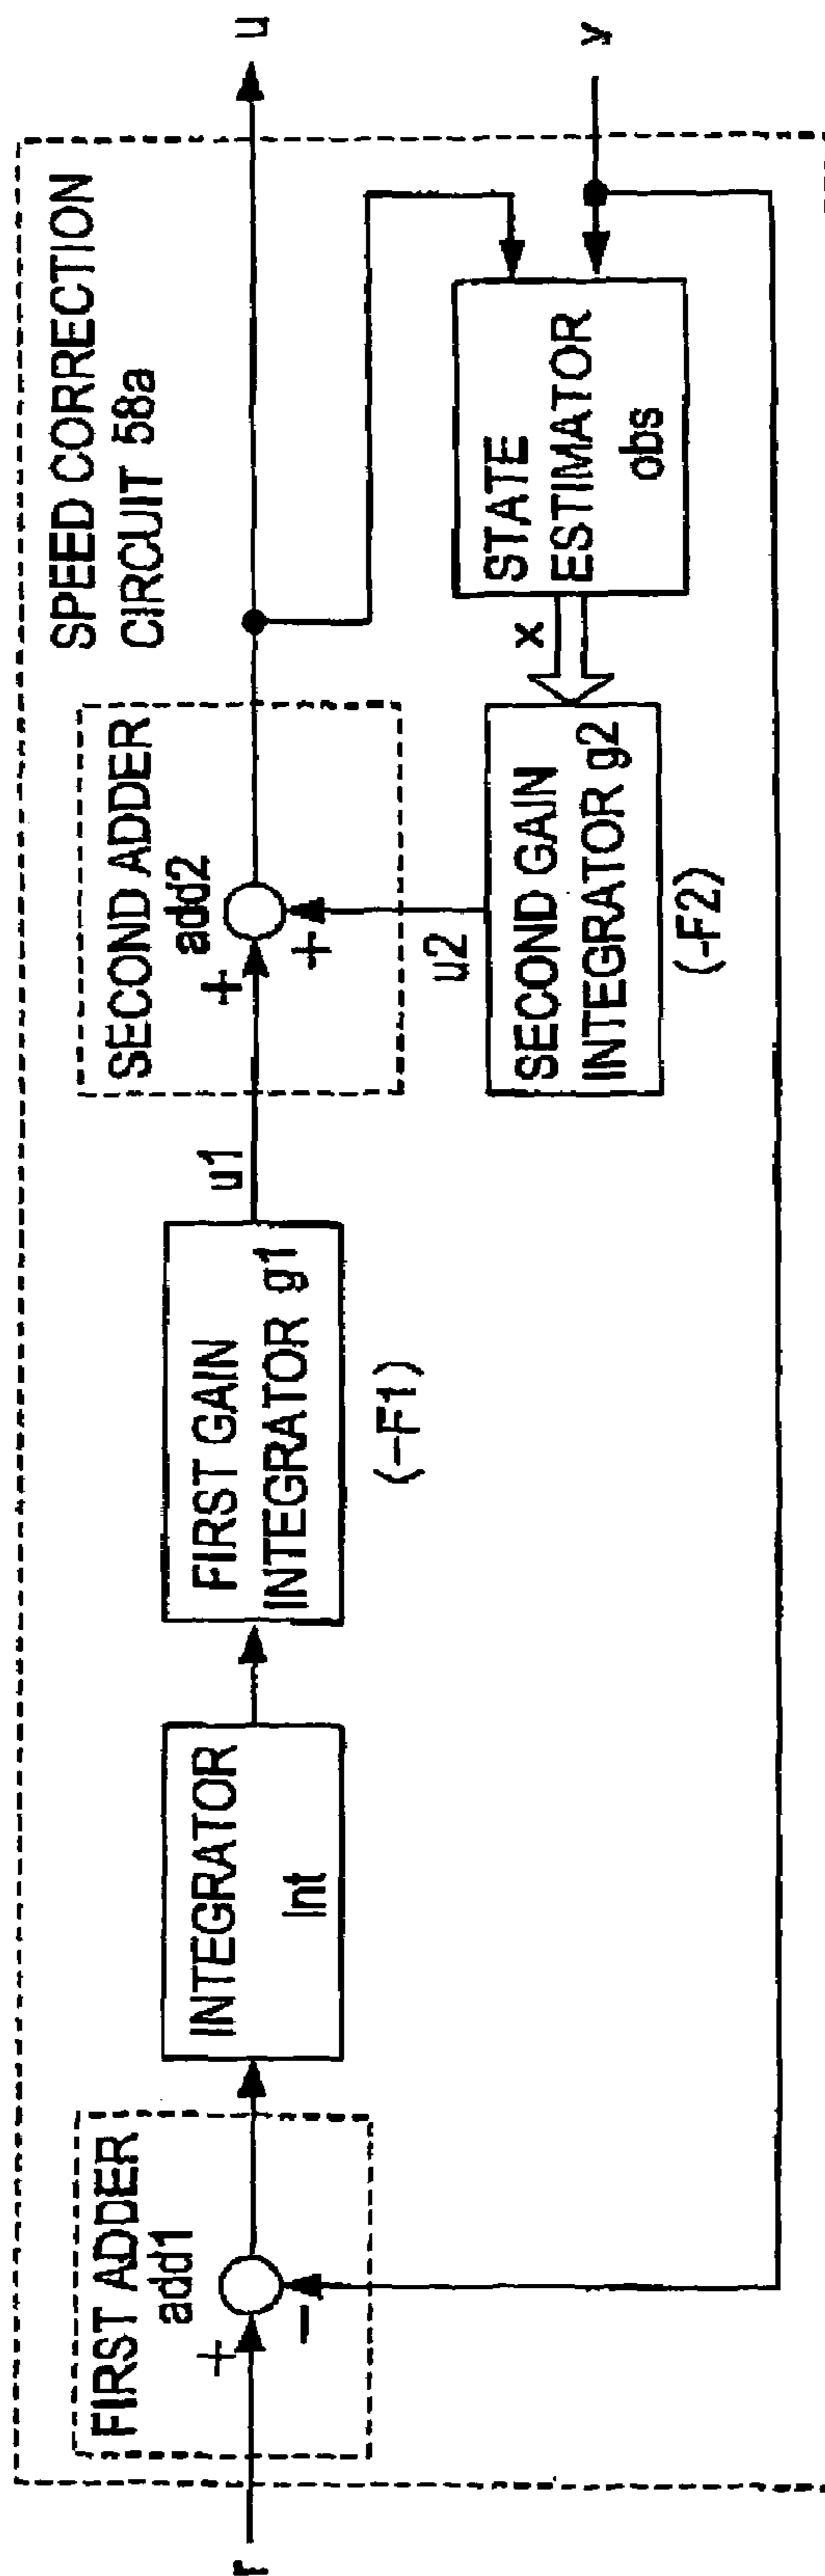 SPEED CORRECTION
CIRCUIT 58a
FIRST ADDER
add1
r
+
−
INTEGRATOR
Int
FIRST GAIN
INTEGRATOR g1
(−F1)
u1
SECOND ADDER
add2
+
+
u2
u
SECOND GAIN
INTEGRATOR g2
(-F2)
x
STATE
ESTIMATOR
obs